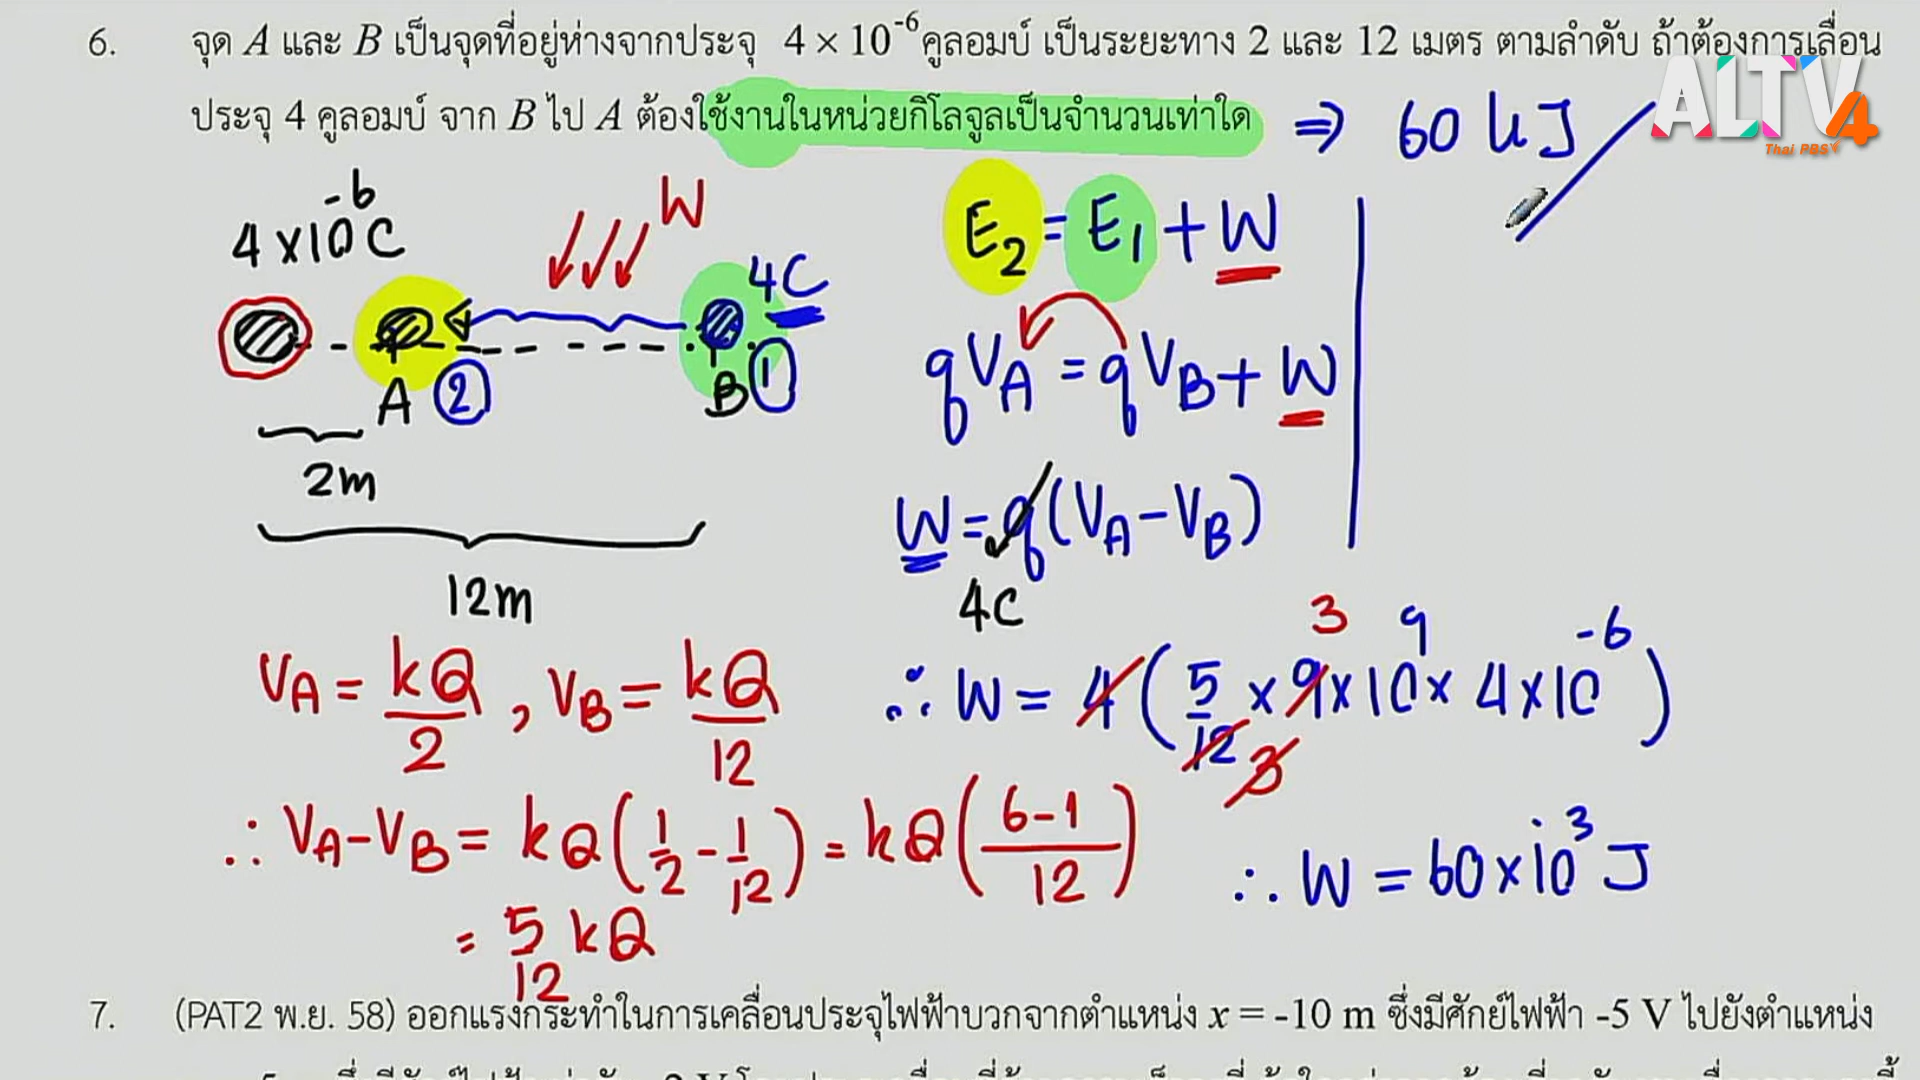 6. จุด A และ B เป็นจุดที่อยู่ห่างจากประจุ 4 × 10⁻⁶ คูลอมบ์ เป็นระยะทาง 2 และ 12 เมตร ตามลำดับ ถ้าต้องการเลื่อน
ประจุ 4 คูลอมบ์ จาก B ไป A ต้องใช้งานในหน่วยกิโลจูลเป็นจำนวนเท่าใด ⇒ 60 kJ
ALTV4
Thai PBS
4×10⁻⁶C
W
4C
A ②
B ①
2m
12m
E₂ = E₁ + W
qV_A = qV_B + W
W = q(V_A − V_B)
4C
V_A = kQ/2 , V_B = kQ/12
∴ V_A − V_B = kQ(1/2 − 1/12) = kQ((6−1)/12)
= 5/12 kQ
3
∴ W = 4(5/12 × 9×10⁹ × 4×10⁻⁶)
3
∴ W = 60×10³ J
7. (PAT2 พ.ย. 58) ออกแรงกระทำในการเคลื่อนประจุไฟฟ้าบวกจากตำแหน่ง x = -10 m ซึ่งมีศักย์ไฟฟ้า -5 V ไปยังตำแหน่ง